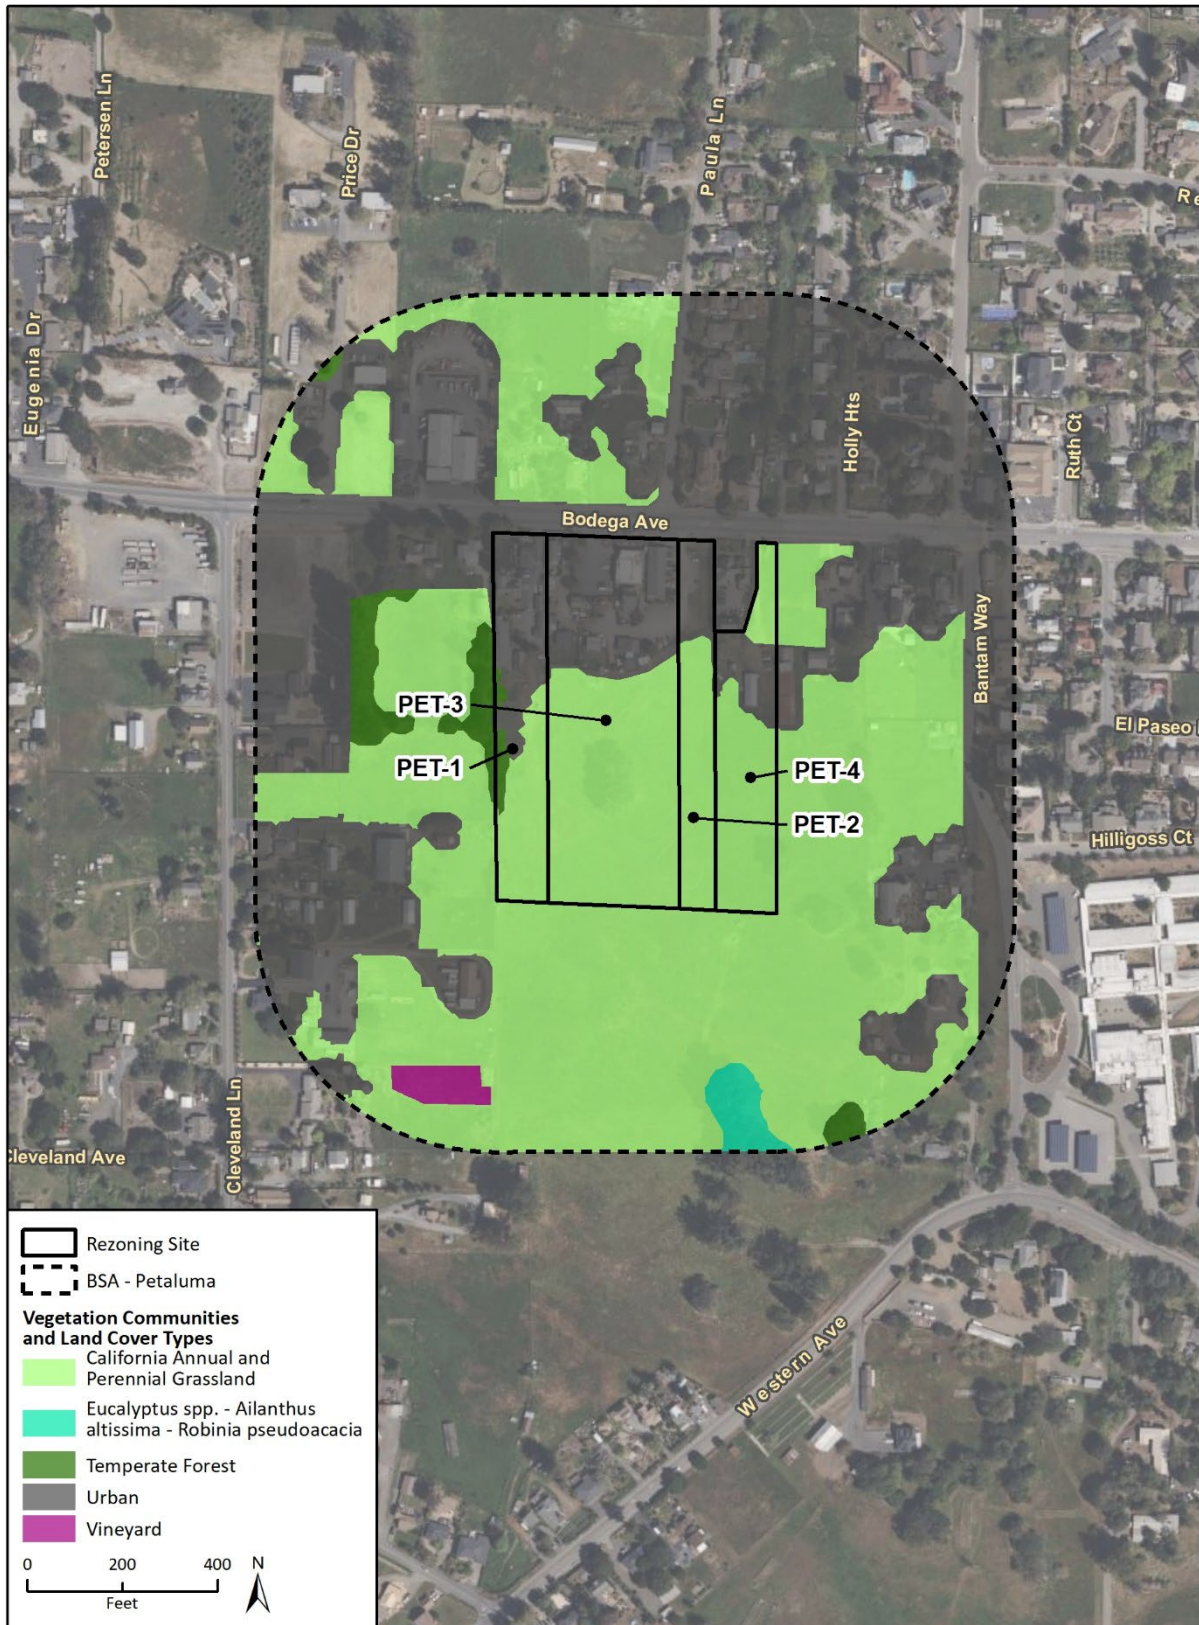 Petersen Ln
Price Dr
Paula Ln
Re
Eugenia Dr
Holly Hts
Ruth Ct
Bodega Ave
Bantam Way
PET-3
El Paseo
PET-1
PET-4
PET-2
Hilligoss Ct
Cleveland Ln
Cleveland Ave
Western Ave
Rezoning Site
BSA - Petaluma
Vegetation Communities
and Land Cover Types
California Annual and
Perennial Grassland
Eucalyptus spp. - Ailanthus
altissima - Robinia pseudoacacia
Temperate Forest
Urban
Vineyard
0 200 400
Feet
N